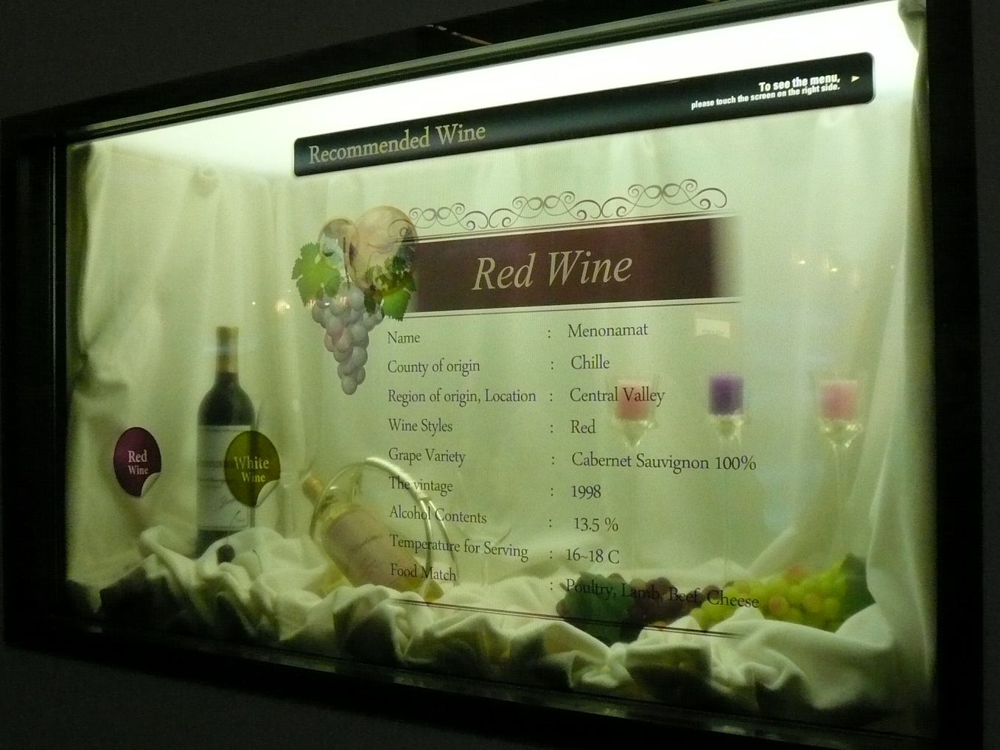 To see the menu,
please touch the screen on the right side.
Recommended Wine
Red Wine
Name : Menonamat
County of origin : Chille
Region of origin, Location : Central Valley
Wine Styles : Red
Grape Variety : Cabernet Sauvignon 100%
The vintage : 1998
Alcohol Contents : 13.5 %
Temperature for Serving : 16~18 C
Food Match : Poultry, Lamb, Beef, Cheese
Red
Wine
White
Wine